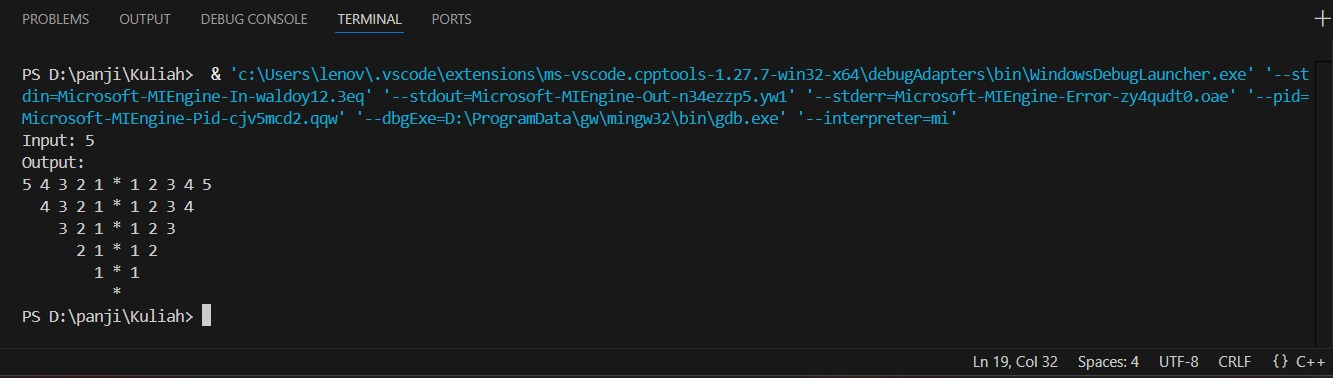 PROBLEMS OUTPUT DEBUG CONSOLE TERMINAL PORTS
PS D:\panji\Kuliah>  & 'c:\Users\lenov\.vscode\extensions\ms-vscode.cpptools-1.27.7-win32-x64\debugAdapters\bin\WindowsDebugLauncher.exe' '--st
din=Microsoft-MIEngine-In-waldoy12.3eq' '--stdout=Microsoft-MIEngine-Out-n34ezzp5.yw1' '--stderr=Microsoft-MIEngine-Error-zy4qudt0.oae' '--pid=
Microsoft-MIEngine-Pid-cjv5mcd2.qqw' '--dbgExe=D:\ProgramData\gw\mingw32\bin\gdb.exe' '--interpreter=mi'
Input: 5
Output:
5 4 3 2 1 * 1 2 3 4 5
  4 3 2 1 * 1 2 3 4
    3 2 1 * 1 2 3
      2 1 * 1 2
        1 * 1
          *
PS D:\panji\Kuliah>
Ln 19, Col 32 Spaces: 4 UTF-8 CRLF {} C++